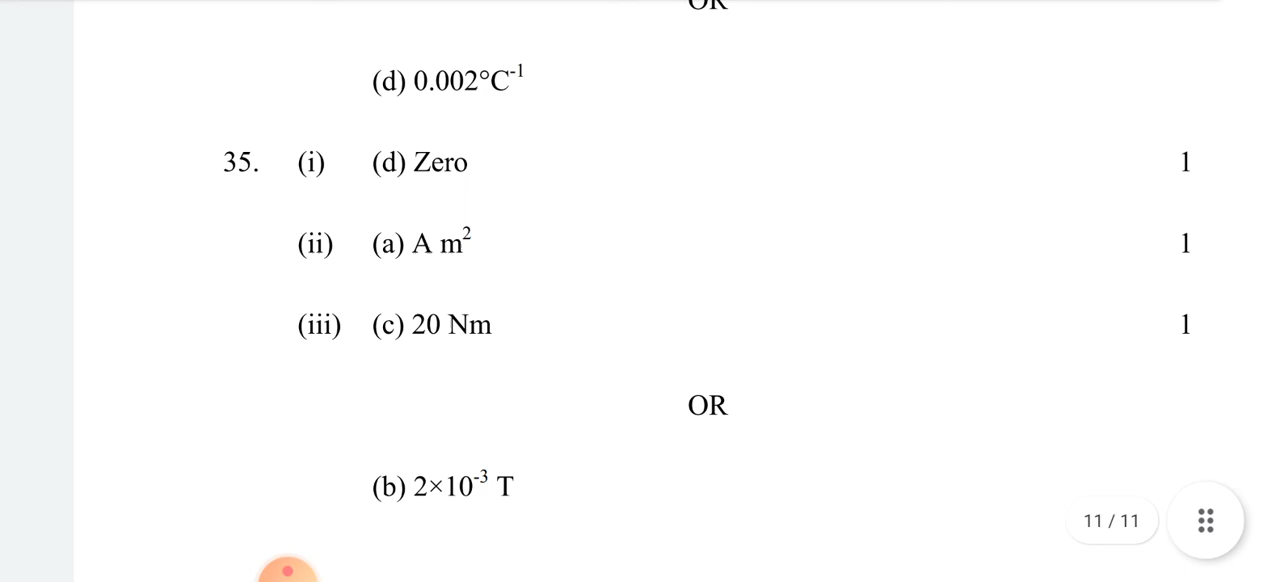 OR
(d) 0.002°C⁻¹
35. (i) (d) Zero 1
(ii) (a) A m² 1
(iii) (c) 20 Nm 1
OR
(b) 2×10⁻³ T
11 / 11